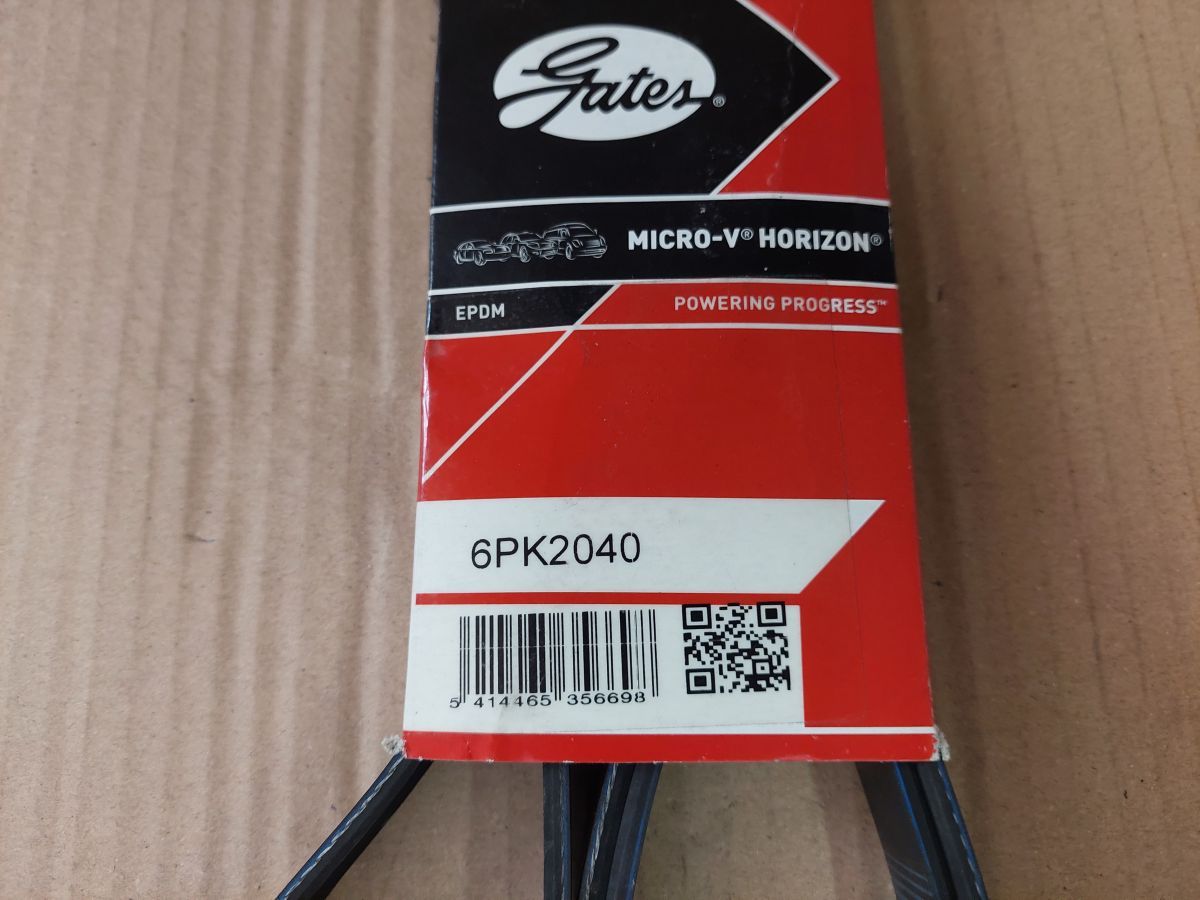 Gates®
MICRO-V® HORIZON®
EPDM
POWERING PROGRESS™
6PK2040
5 414465 356698